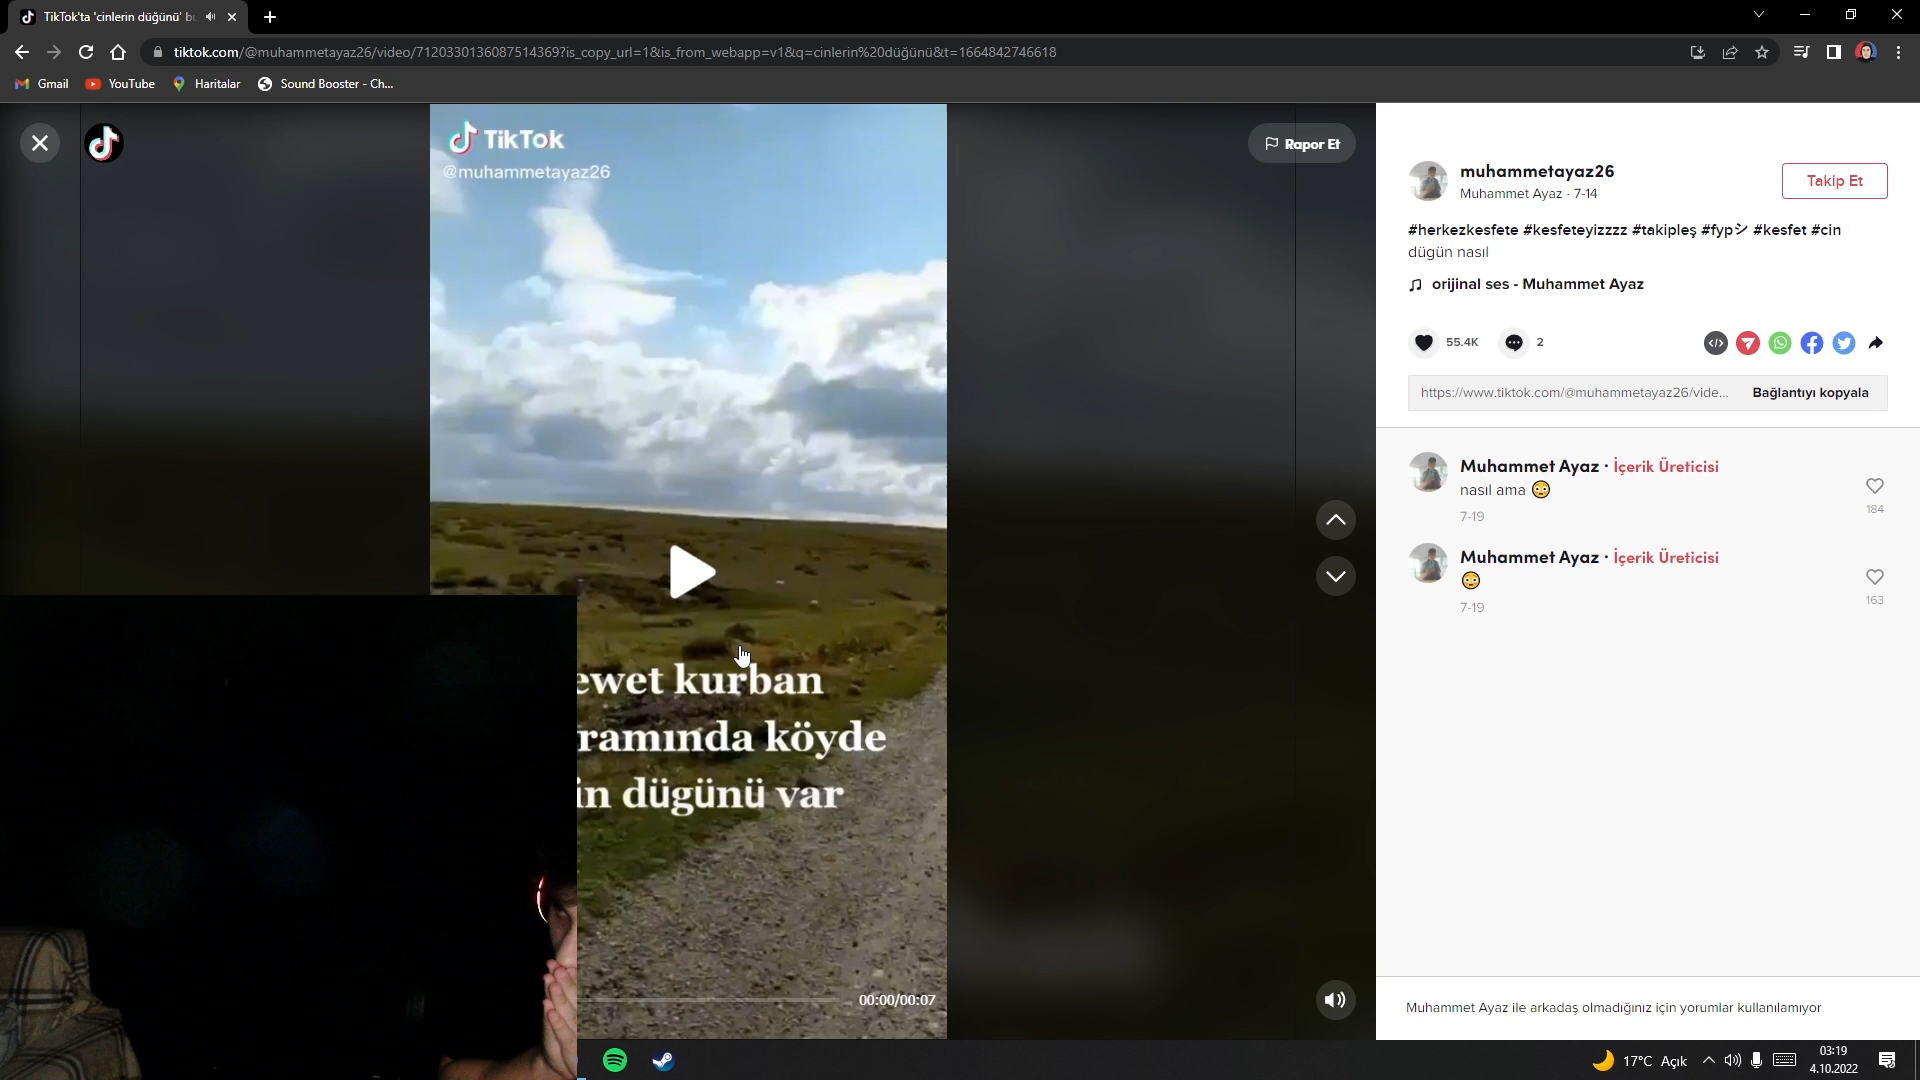 TikTok'ta 'cinlerin düğünü' bu
tiktok.com/@muhammetayaz26/video/7120330136087514369?is_copy_url=1&is_from_webapp=v1&q=cinlerin%20düğünü&t=1664842746618
Gmail
YouTube
Haritalar
Sound Booster - Ch...
TikTok
@muhammetayaz26
Rapor Et
ewet kurban
ramında köyde
in dügünü var
00:00/00:07
muhammetayaz26
Muhammet Ayaz · 7-14
Takip Et
#herkezkesfete #kesfeteyizzzz #takipleş #fypシ #kesfet #cin
dügün nasıl
orijinal ses - Muhammet Ayaz
55.4K
2
https://www.tiktok.com/@muhammetayaz26/vide...
Bağlantıyı kopyala
Muhammet Ayaz · İçerik Üreticisi
nasıl ama 😳
7-19
184
Muhammet Ayaz · İçerik Üreticisi
😳
7-19
163
Muhammet Ayaz ile arkadaş olmadığınız için yorumlar kullanılamıyor
17°C Açık
03:19
4.10.2022